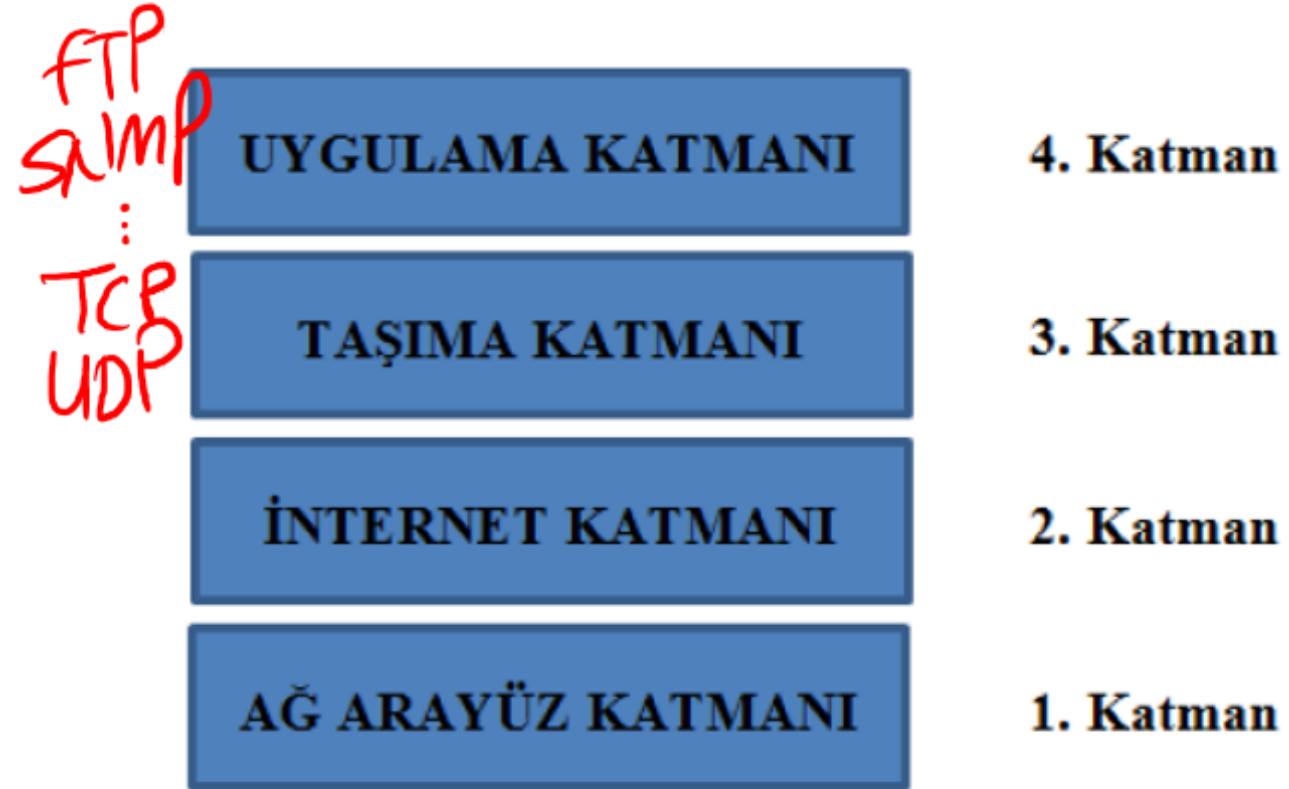 FTP
UYGULAMA KATMANI 4. Katman
⋮
TCP
UDP
TAŞIMA KATMANI 3. Katman
İNTERNET KATMANI 2. Katman
AĞ ARAYÜZ KATMANI 1. Katman